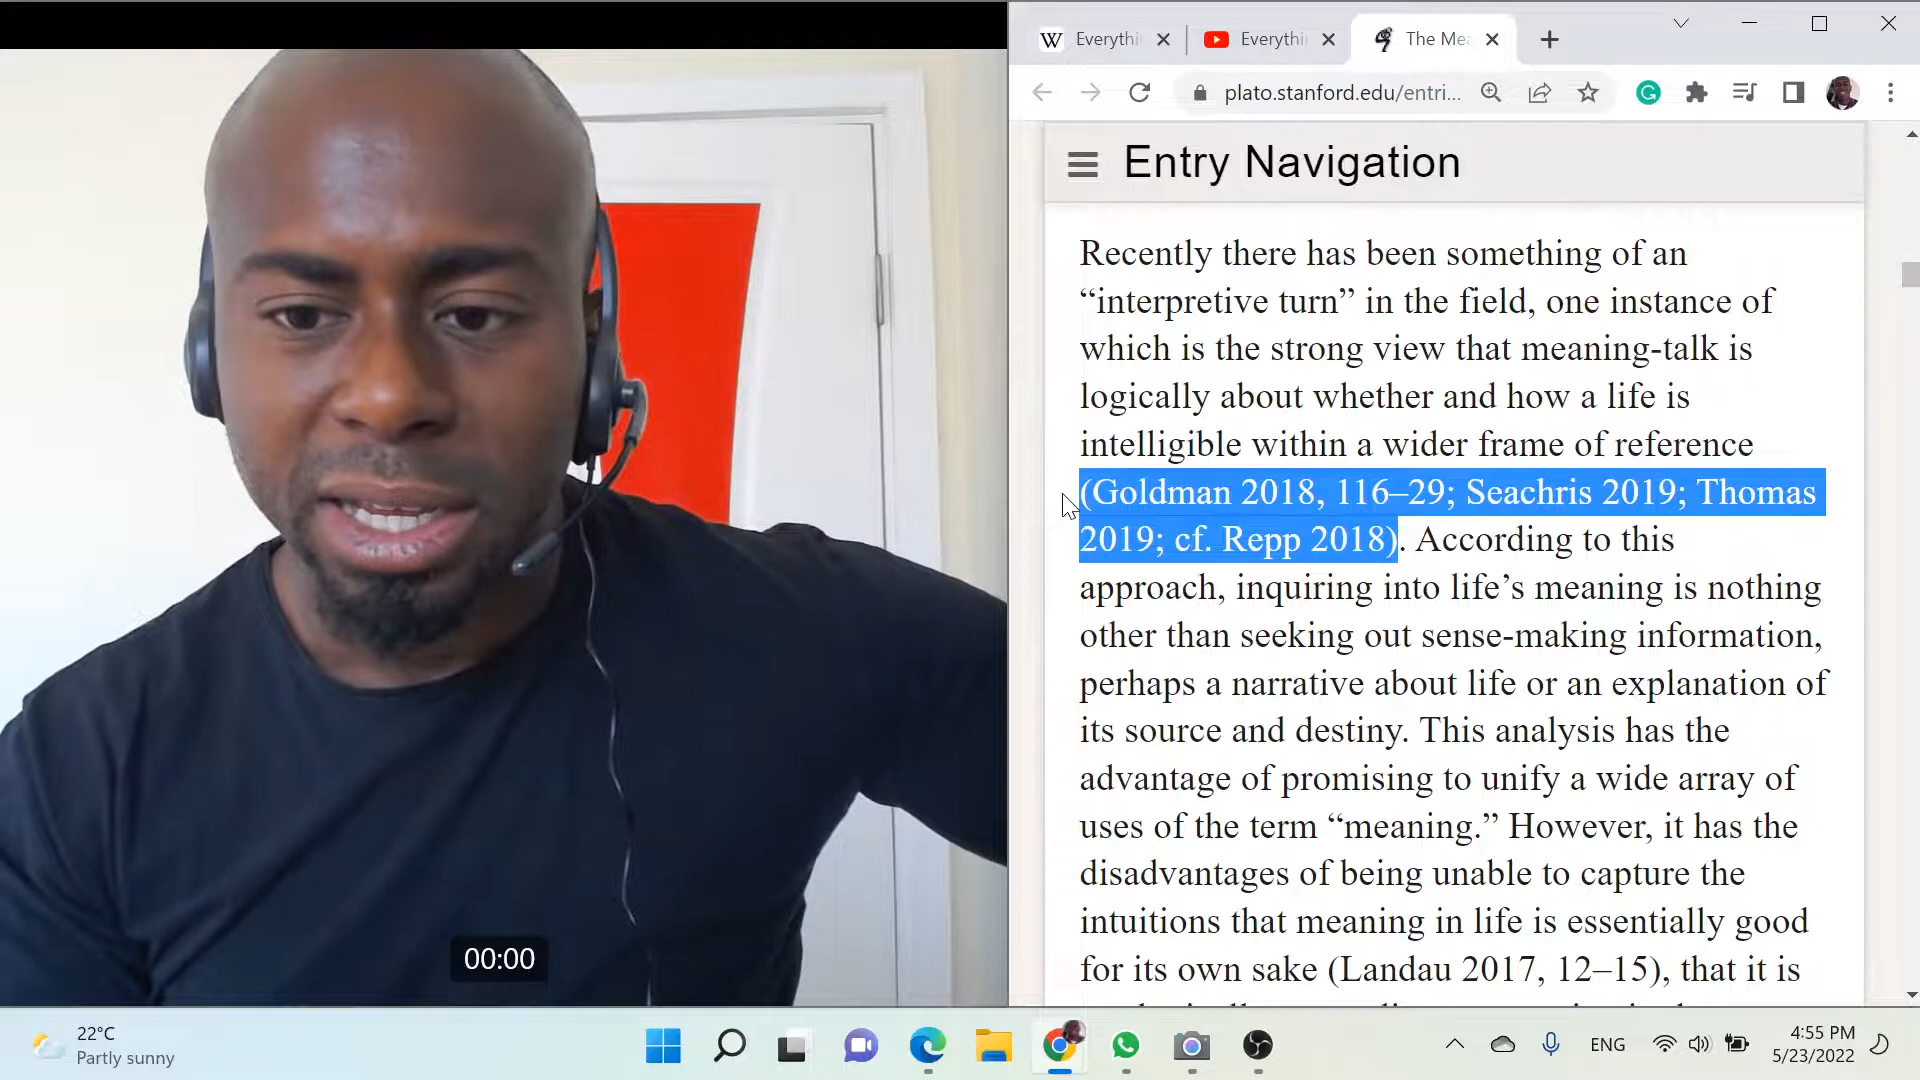 Everythi
Everythi
The Mea
plato.stanford.edu/entri...
Entry Navigation
Recently there has been something of an
“interpretive turn” in the field, one instance of
which is the strong view that meaning-talk is
logically about whether and how a life is
intelligible within a wider frame of reference
(Goldman 2018, 116–29; Seachris 2019; Thomas
2019; cf. Repp 2018). According to this
approach, inquiring into life’s meaning is nothing
other than seeking out sense-making information,
perhaps a narrative about life or an explanation of
its source and destiny. This analysis has the
advantage of promising to unify a wide array of
uses of the term “meaning.” However, it has the
disadvantages of being unable to capture the
intuitions that meaning in life is essentially good
for its own sake (Landau 2017, 12–15), that it is
00:00
22°C
Partly sunny
ENG
4:55 PM
5/23/2022